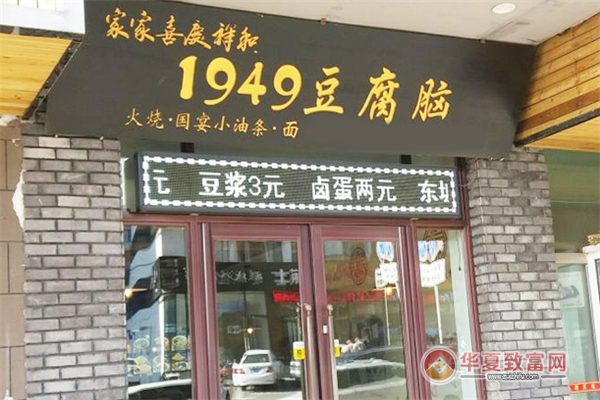 家家喜庆祥和
1949豆腐脑
火烧·国宴小油条·面
元 豆浆3元 卤蛋两元 东
华夏致富网